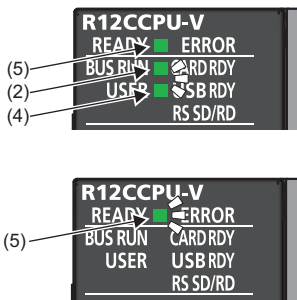 R12CCPU-V
READY ERROR
(5)
BUS RUN CARD RDY
(2)
USER USB RDY
(4)
RS SD/RD
R12CCPU-V
READY ERROR
(5)
BUS RUN CARD RDY
USER USB RDY
RS SD/RD